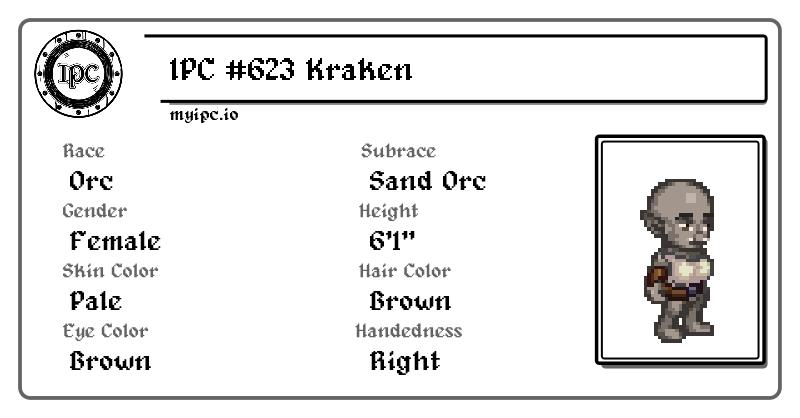 IPC
IPC #623 Kraken
myipc.io
Race
Orc
Subrace
Sand Orc
Gender
Female
Height
6'1"
Skin Color
Pale
Hair Color
Brown
Eye Color
Brown
Handedness
Right